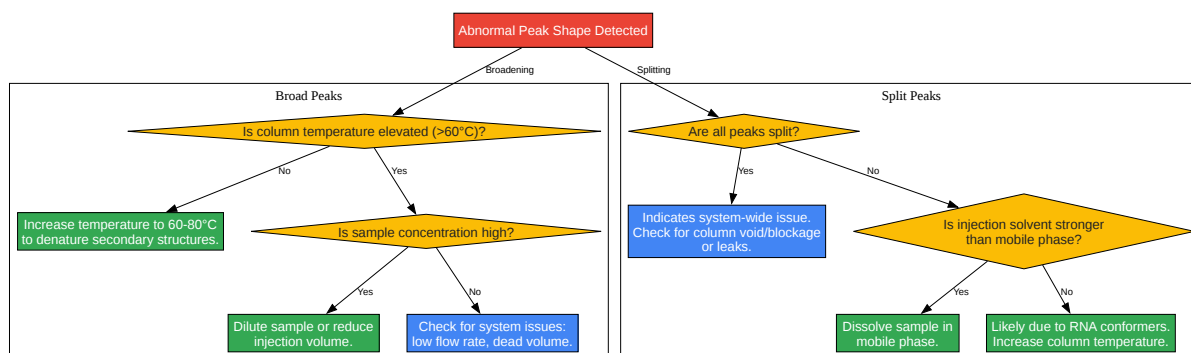 Abnormal Peak Shape Detected
Broadening
Splitting
Broad Peaks
Is column temperature elevated (>60°C)?
No
Yes
Increase temperature to 60-80°C
to denature secondary structures.
Is sample concentration high?
Yes
No
Dilute sample or reduce
injection volume.
Check for system issues:
low flow rate, dead volume.
Split Peaks
Are all peaks split?
Yes
No
Indicates system-wide issue.
Check for column void/blockage
or leaks.
Is injection solvent stronger
than mobile phase?
Yes
No
Dissolve sample in
mobile phase.
Likely due to RNA conformers.
Increase column temperature.